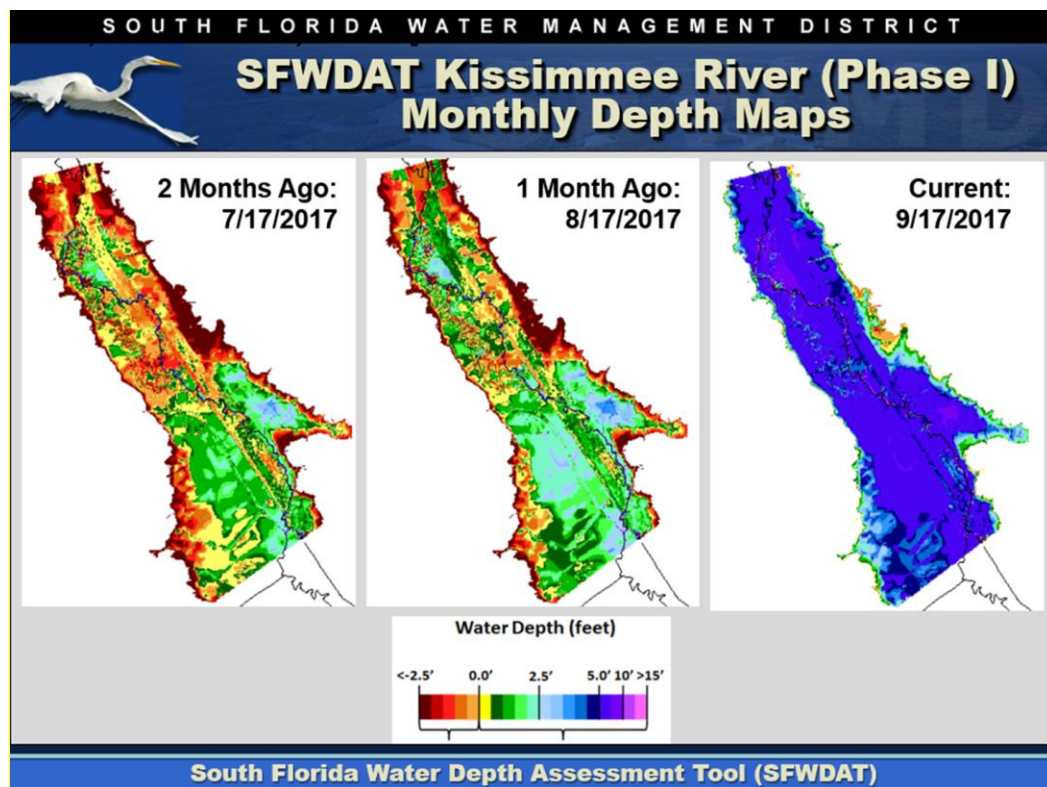 SOUTH FLORIDA WATER MANAGEMENT DISTRICT
SFWDAT Kissimmee River (Phase I)
Monthly Depth Maps
2 Months Ago:
7/17/2017
1 Month Ago:
8/17/2017
Current:
9/17/2017
Water Depth (feet)
<-2.5' 0.0' 2.5' 5.0' 10' >15'
South Florida Water Depth Assessment Tool (SFWDAT)